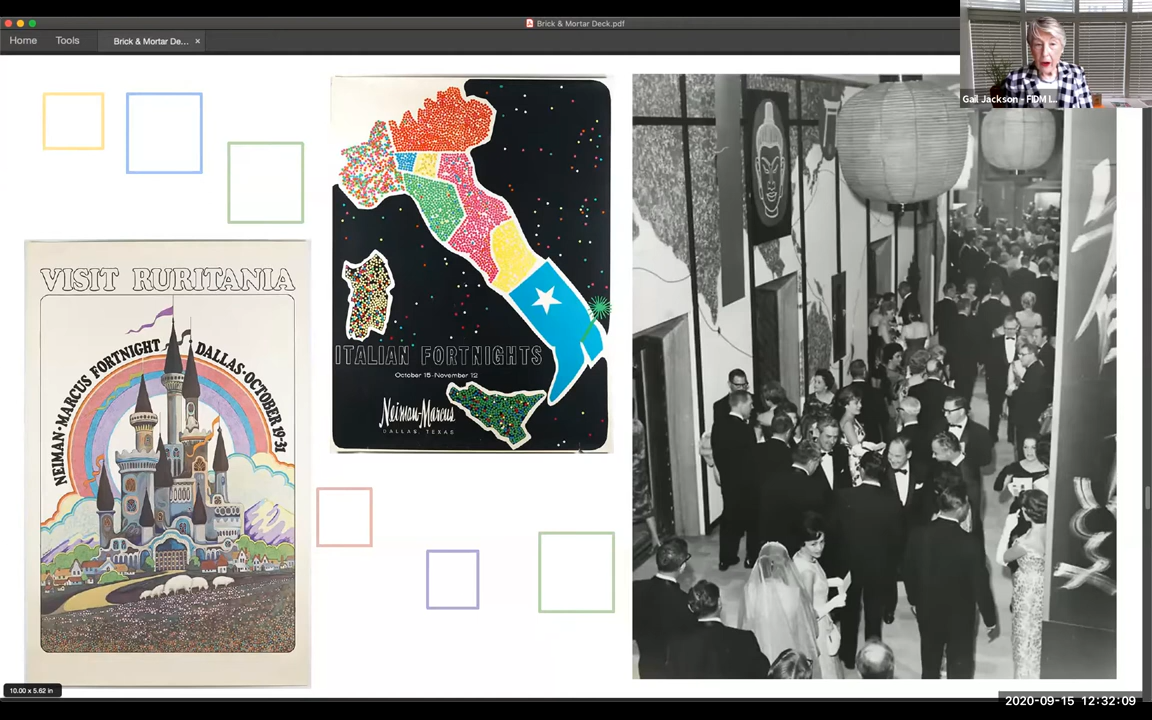 Brick & Mortar Deck.pdf
Home
Tools
Brick & Mortar De... ×
Gail Jackson - FIDM I...
VISIT RURITANIA
NEIMAN-MARCUS FORTNIGHT DALLAS·OCTOBER 19-31
ITALIAN FORTNIGHTS
October 16-November 12
Neiman-Marcus
DALLAS, TEXAS
10.00 x 5.62 in
2020-09-15 12:32:09